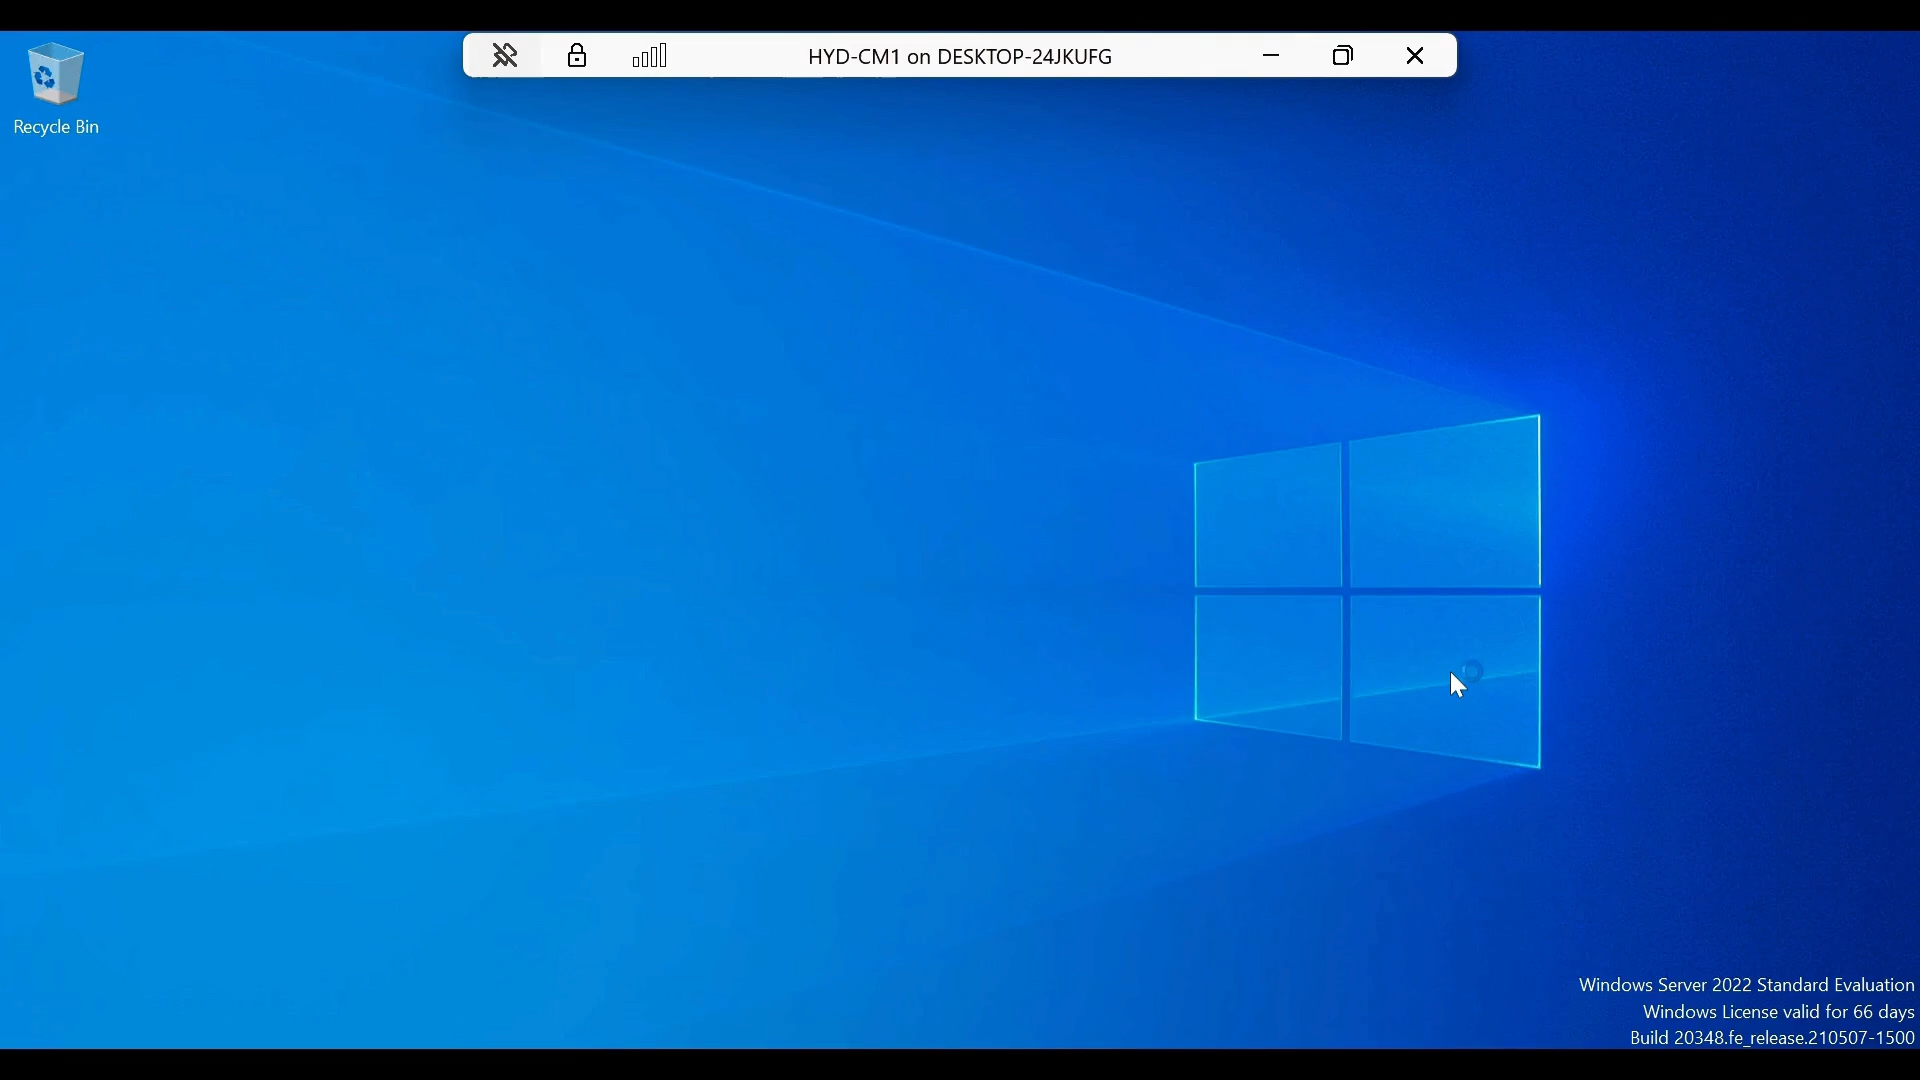 HYD-CM1 on DESKTOP-24JKUFG
Recycle Bin
Windows Server 2022 Standard Evaluation
Windows License valid for 66 days
Build 20348.fe_release.210507-1500